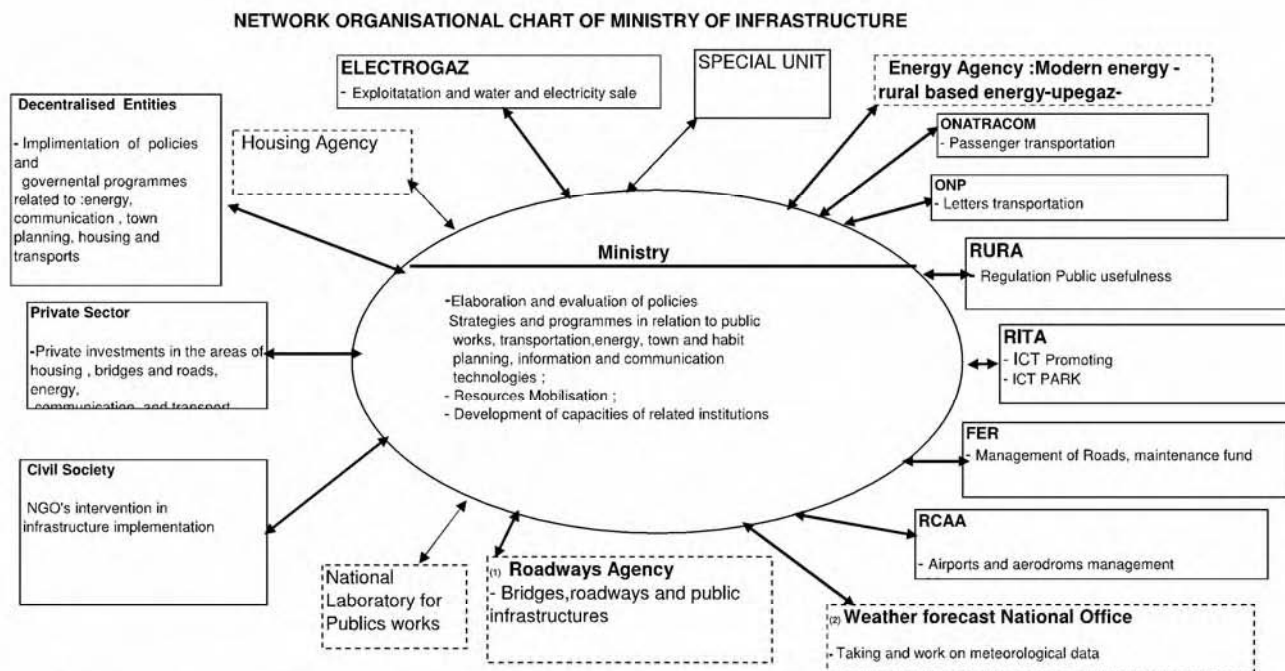 NETWORK ORGANISATIONAL CHART OF MINISTRY OF INFRASTRUCTURE
ELECTROGAZ
- Exploitatation and water and electricity sale
SPECIAL UNIT
Energy Agency :Modern energy -
rural based energy-upegaz-
Decentralised Entities
- Implimentation of policies
and
governental programmes
related to :energy,
communication , town
planning, housing and
transports
Housing Agency
ONATRACOM
- Passenger transportation
ONP
- Letters transportation
RURA
- Regulation Public usefulness
Ministry
-Elaboration and evaluation of policies
Strategies and programmes in relation to public
works, transportation,energy, town and habit
planning, information and communication
technologies ;
- Resources Mobilisation ;
- Development of capacities of related institutions
Private Sector
-Private investments in the areas of
housing , bridges and roads,
energy,
communication and transport
RITA
- ICT Promoting
- ICT PARK
FER
- Management of Roads, maintenance fund
Civil Society
NGO's intervention in
infrastructure implementation
RCAA
- Airports and aerodroms management
National
Laboratory for
Publics works
(1) Roadways Agency
- Bridges,roadways and public
infrastructures
(2) Weather forecast National Office
- Taking and work on meteorological data